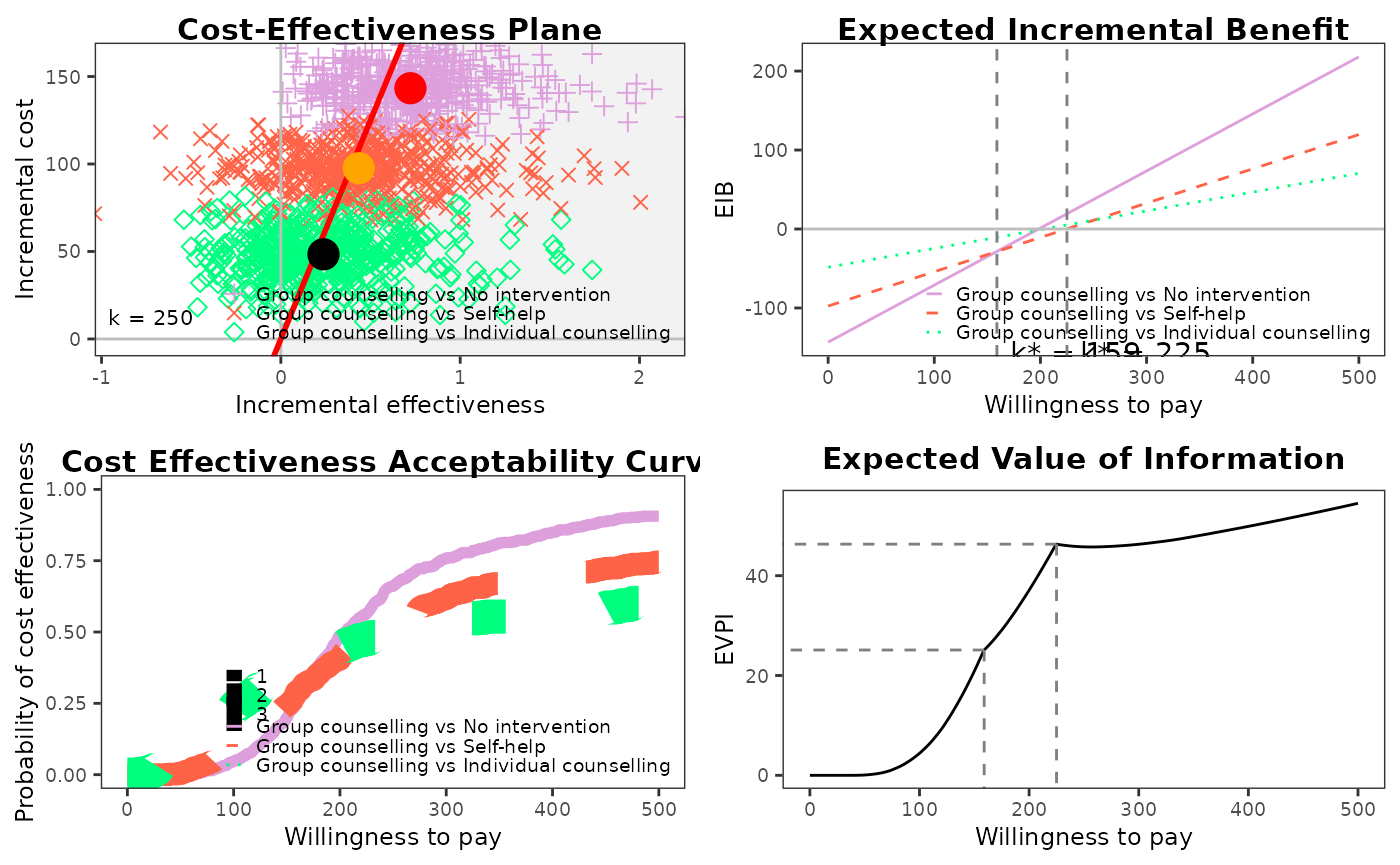 Cost-Effectiveness Plane
Incremental cost
150
100
50
0
k = 250
Group counselling vs No intervention
Group counselling vs Self-help
Group counselling vs Individual counselling
-1
0
1
2
Incremental effectiveness
Expected Incremental Benefit
EIB
200
100
0
-100
Group counselling vs No intervention
Group counselling vs Self-help
Group counselling vs Individual counselling
k* = 159
k* = 225
0
100
200
300
400
500
Willingness to pay
Cost Effectiveness Acceptability Curv
Probability of cost effectiveness
1.00
0.75
0.50
0.25
0.00
1
2
3
Group counselling vs No intervention
Group counselling vs Self-help
Group counselling vs Individual counselling
0
100
200
300
400
500
Willingness to pay
Expected Value of Information
EVPI
40
20
0
0
100
200
300
400
500
Willingness to pay